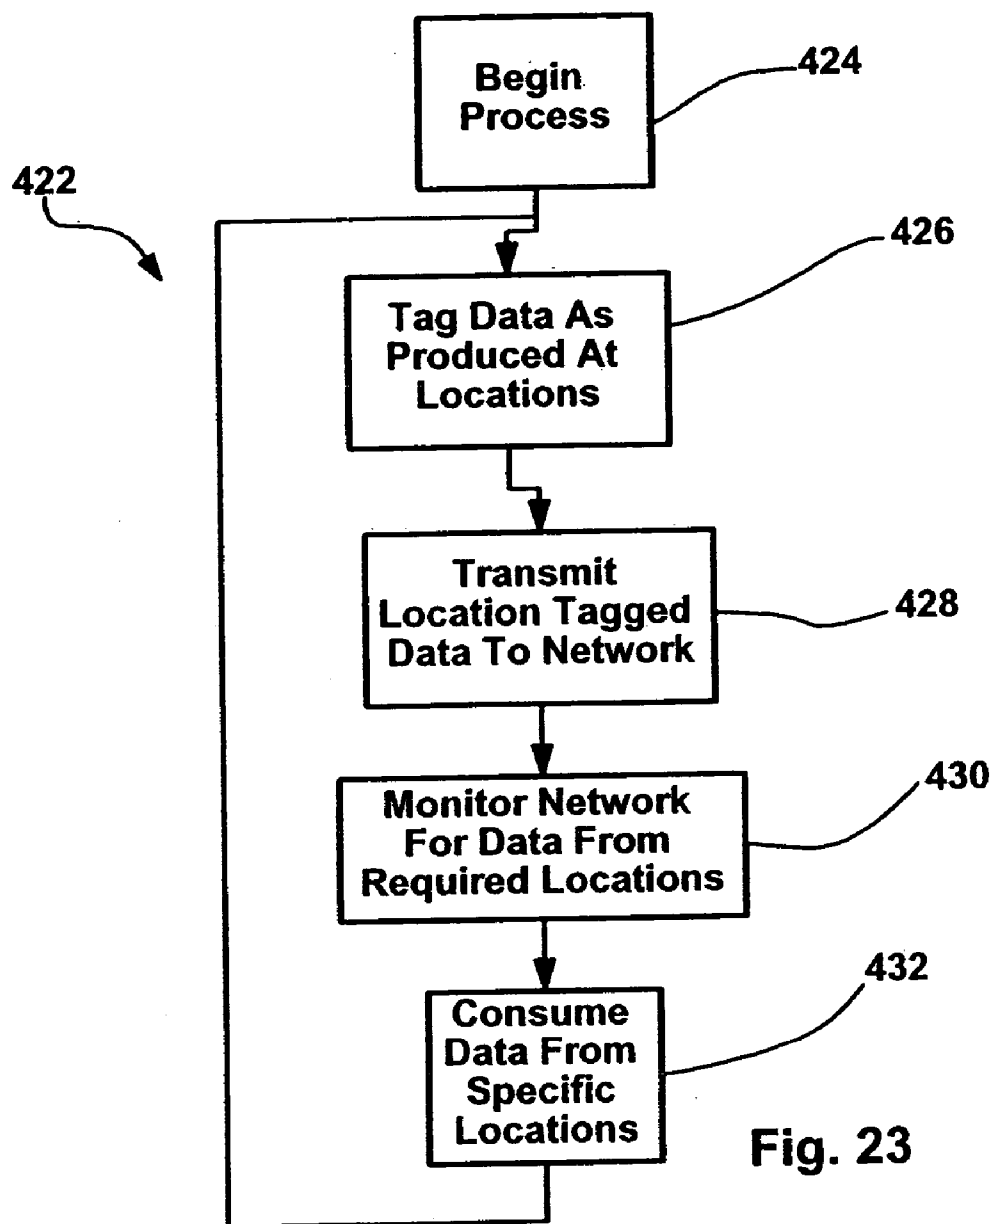 Begin
Process
424
422
426
Tag Data As
Produced At
Locations
Transmit
Location Tagged
Data To Network
428
Monitor Network
For Data From
Required Locations
430
Consume
Data From
Specific
Locations
432
Fig. 23